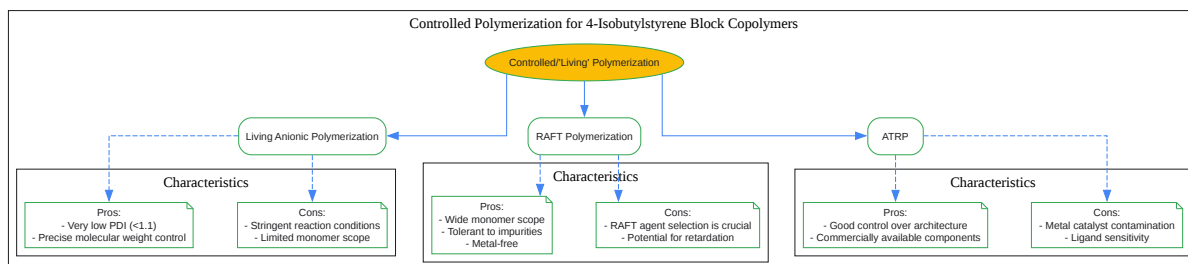 Controlled Polymerization for 4-Isobutylstyrene Block Copolymers
Controlled/'Living' Polymerization
Living Anionic Polymerization
RAFT Polymerization
ATRP
Characteristics
Pros:
- Very low PDI (<1.1)
- Precise molecular weight control
Cons:
- Stringent reaction conditions
- Limited monomer scope
Characteristics
Pros:
- Wide monomer scope
- Tolerant to impurities
- Metal-free
Cons:
- RAFT agent selection is crucial
- Potential for retardation
Characteristics
Pros:
- Good control over architecture
- Commercially available components
Cons:
- Metal catalyst contamination
- Ligand sensitivity